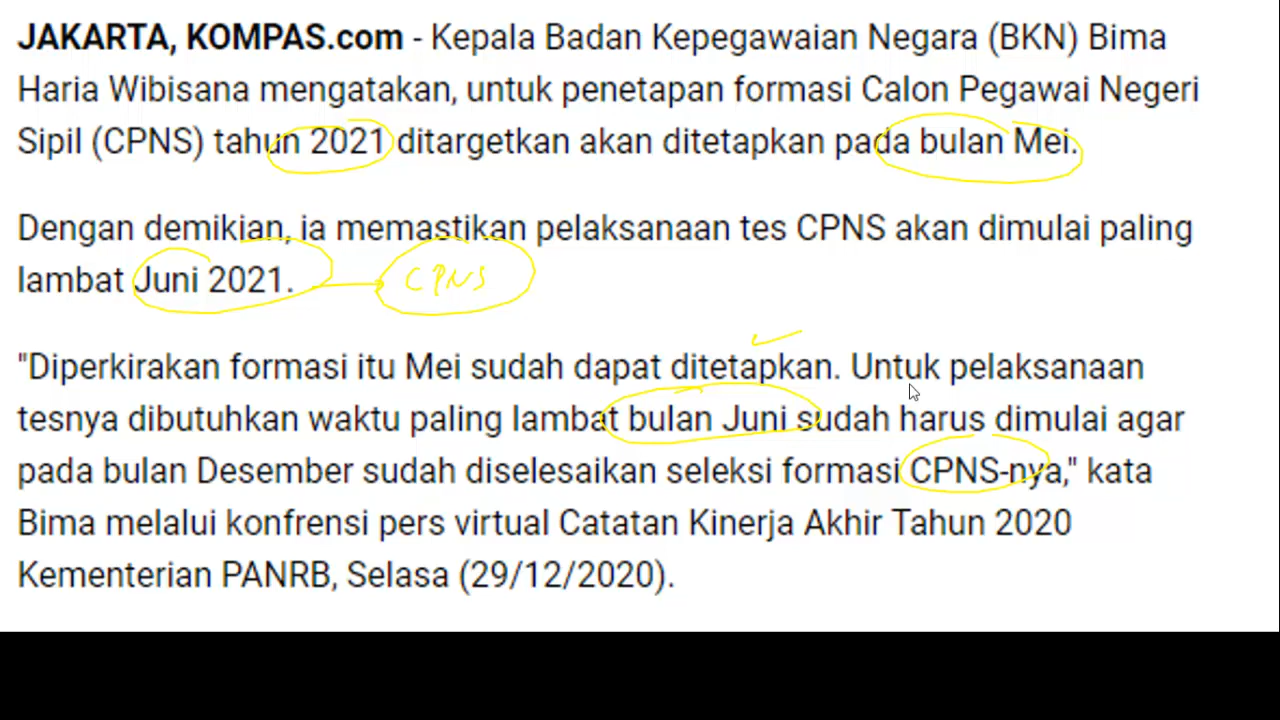 JAKARTA, KOMPAS.com - Kepala Badan Kepegawaian Negara (BKN) Bima
Haria Wibisana mengatakan, untuk penetapan formasi Calon Pegawai Negeri
Sipil (CPNS) tahun 2021 ditargetkan akan ditetapkan pada bulan Mei.
Dengan demikian, ia memastikan pelaksanaan tes CPNS akan dimulai paling
lambat Juni 2021. CPNS
"Diperkirakan formasi itu Mei sudah dapat ditetapkan. Untuk pelaksanaan
tesnya dibutuhkan waktu paling lambat bulan Juni sudah harus dimulai agar
pada bulan Desember sudah diselesaikan seleksi formasi CPNS-nya," kata
Bima melalui konfrensi pers virtual Catatan Kinerja Akhir Tahun 2020
Kementerian PANRB, Selasa (29/12/2020).